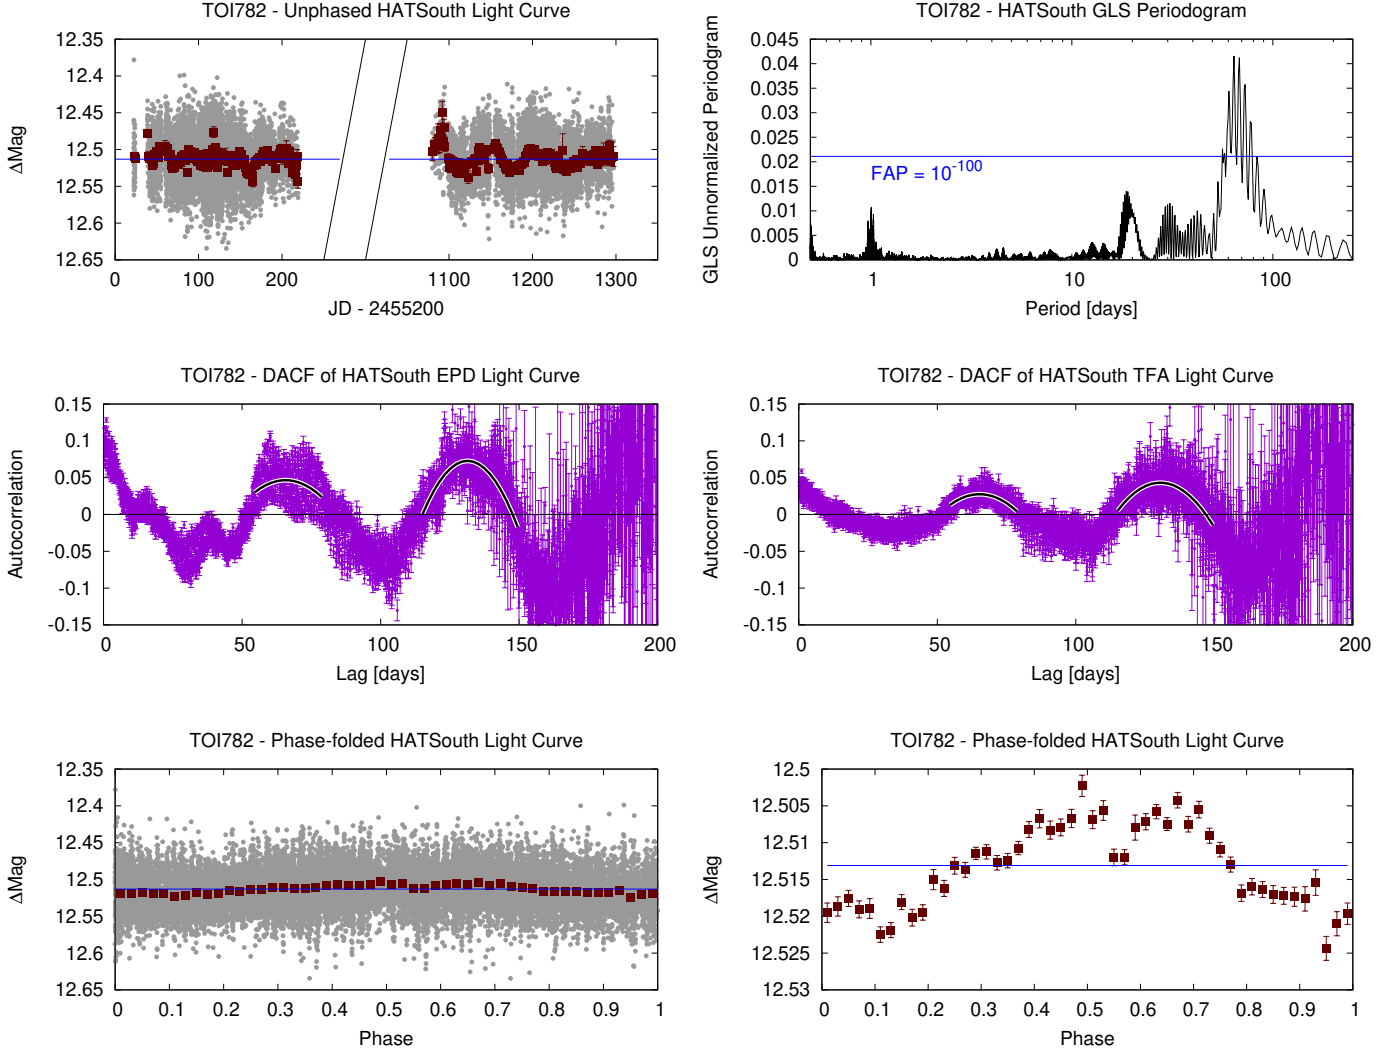 TOI782 - Unphased HATSouth Light Curve
12.35
12.4
12.45
12.5
12.55
12.6
12.65
ΔMag
0 100 200 1100 1200 1300
JD - 2455200
TOI782 - HATSouth GLS Periodogram
0.045
0.04
0.035
0.03
0.025
0.02
0.015
0.01
0.005
0
GLS Unnormalized Periodgram
FAP = 10^-100
1 10 100
Period [days]
TOI782 - DACF of HATSouth EPD Light Curve
0.15
0.1
0.05
0
-0.05
-0.1
-0.15
Autocorrelation
0 50 100 150 200
Lag [days]
TOI782 - DACF of HATSouth TFA Light Curve
0.15
0.1
0.05
0
-0.05
-0.1
-0.15
Autocorrelation
0 50 100 150 200
Lag [days]
TOI782 - Phase-folded HATSouth Light Curve
12.35
12.4
12.45
12.5
12.55
12.6
12.65
ΔMag
0 0.1 0.2 0.3 0.4 0.5 0.6 0.7 0.8 0.9 1
Phase
TOI782 - Phase-folded HATSouth Light Curve
12.5
12.505
12.51
12.515
12.52
12.525
12.53
ΔMag
0 0.1 0.2 0.3 0.4 0.5 0.6 0.7 0.8 0.9 1
Phase